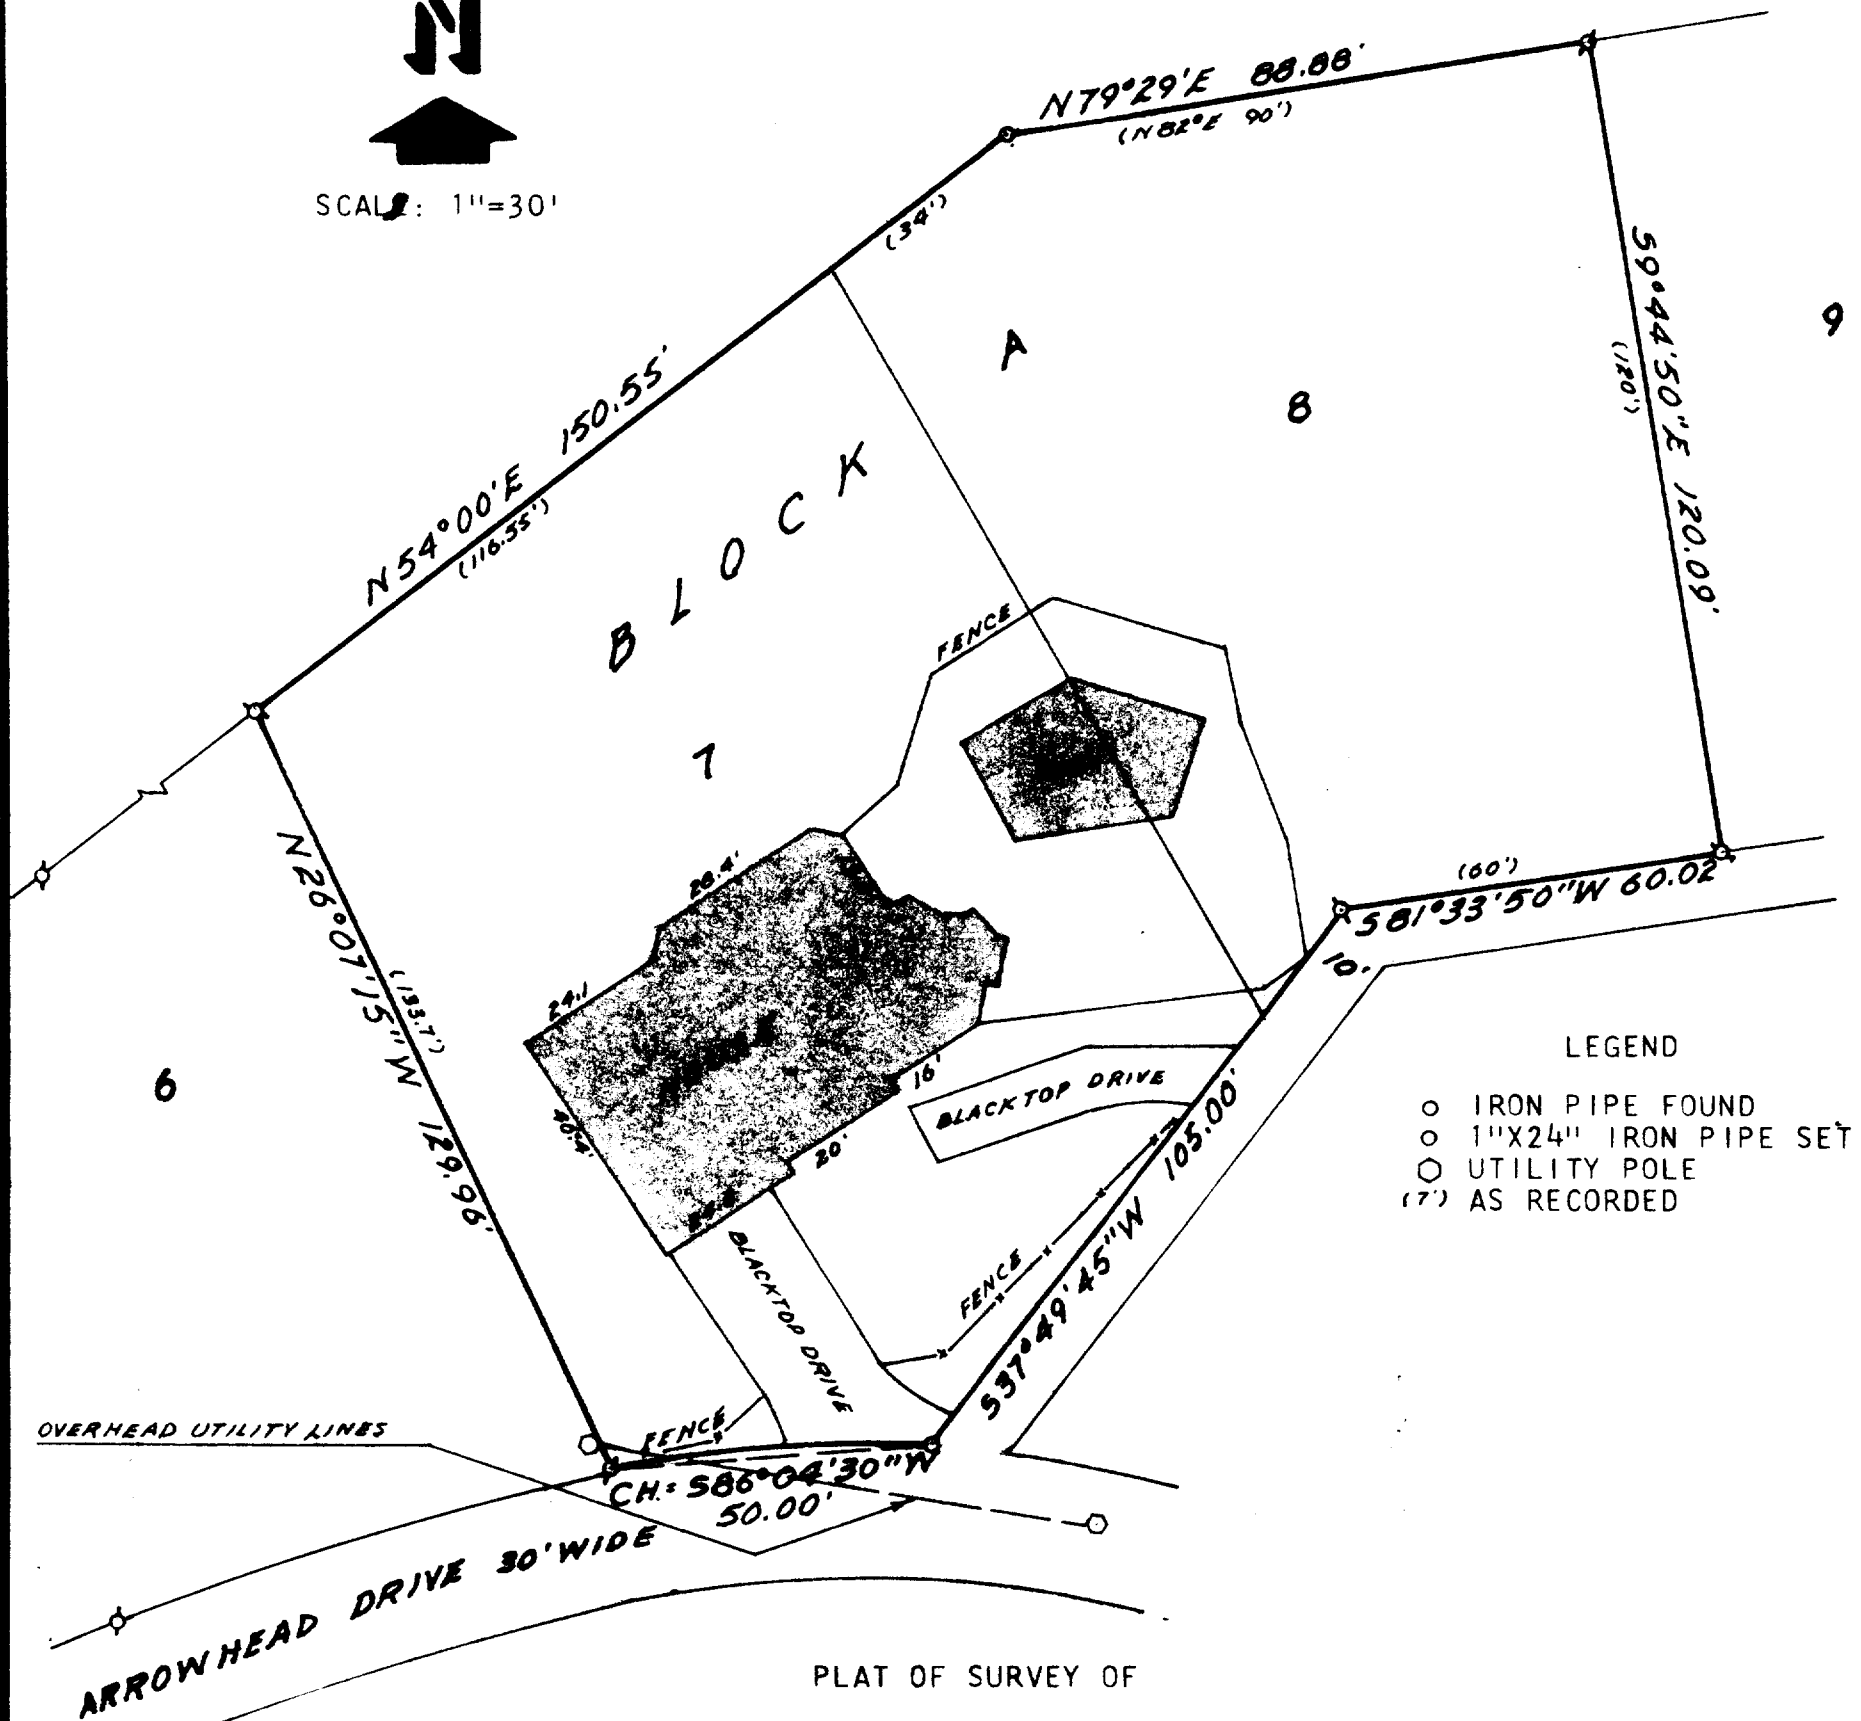 N
SCALE: 1"=30'
N79°29'E 88.88'
(N82°E 90')
(34')
S9°44'50"E 120.09'
(120')
9
A
8
N54°00'E 150.55'
(116.55')
BLOCK
FENCE
7
N26°07'15"W 129.96'
(133.7')
6
28.4'
24.1
40.4'
16'
20'
(60')
S81°33'50"W 60.02'
10'
BLACKTOP DRIVE
S37°49'45"W 105.00'
FENCE
BLACKTOP DRIVE
LEGEND
IRON PIPE FOUND
1"X24" IRON PIPE SET
UTILITY POLE
(7') AS RECORDED
OVERHEAD UTILITY LINES
FENCE
CH.= S86°04'30"W
50.00'
ARROWHEAD DRIVE 30' WIDE
PLAT OF SURVEY OF